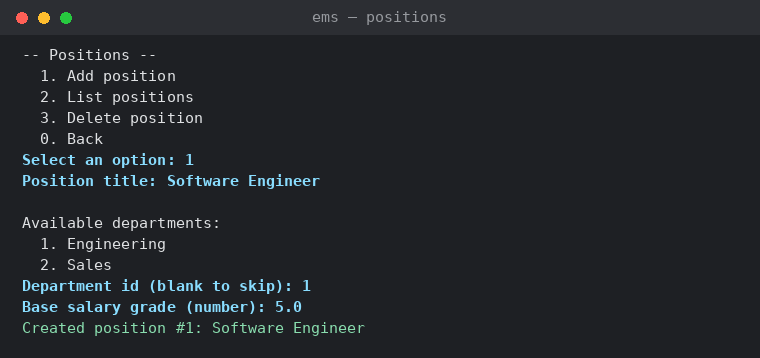 ems — positions
-- Positions --
  1. Add position
  2. List positions
  3. Delete position
  0. Back
Select an option: 1
Position title: Software Engineer
Available departments:
  1. Engineering
  2. Sales
Department id (blank to skip): 1
Base salary grade (number): 5.0
Created position #1: Software Engineer